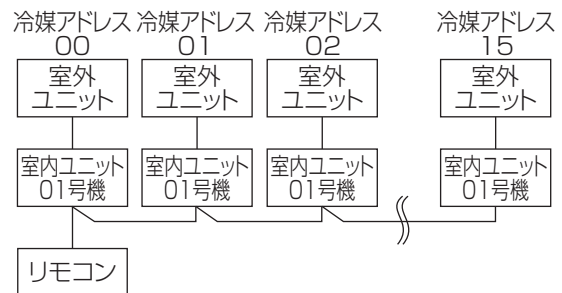 冷媒アドレス 冷媒アドレス 冷媒アドレス 冷媒アドレス
00 01 02 15
室外 室外 室外 室外
ユニット ユニット ユニット ユニット
室内ユニット 室内ユニット 室内ユニット 室内ユニット
01号機 01号機 01号機 01号機
リモコン